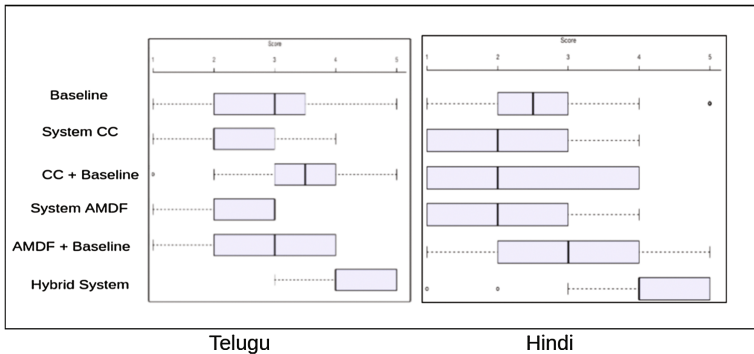 Score
1 2 3 4 5
Score
1 2 3 4 5
Baseline
System CC
CC + Baseline
System AMDF
AMDF + Baseline
Hybrid System
Telugu
Hindi